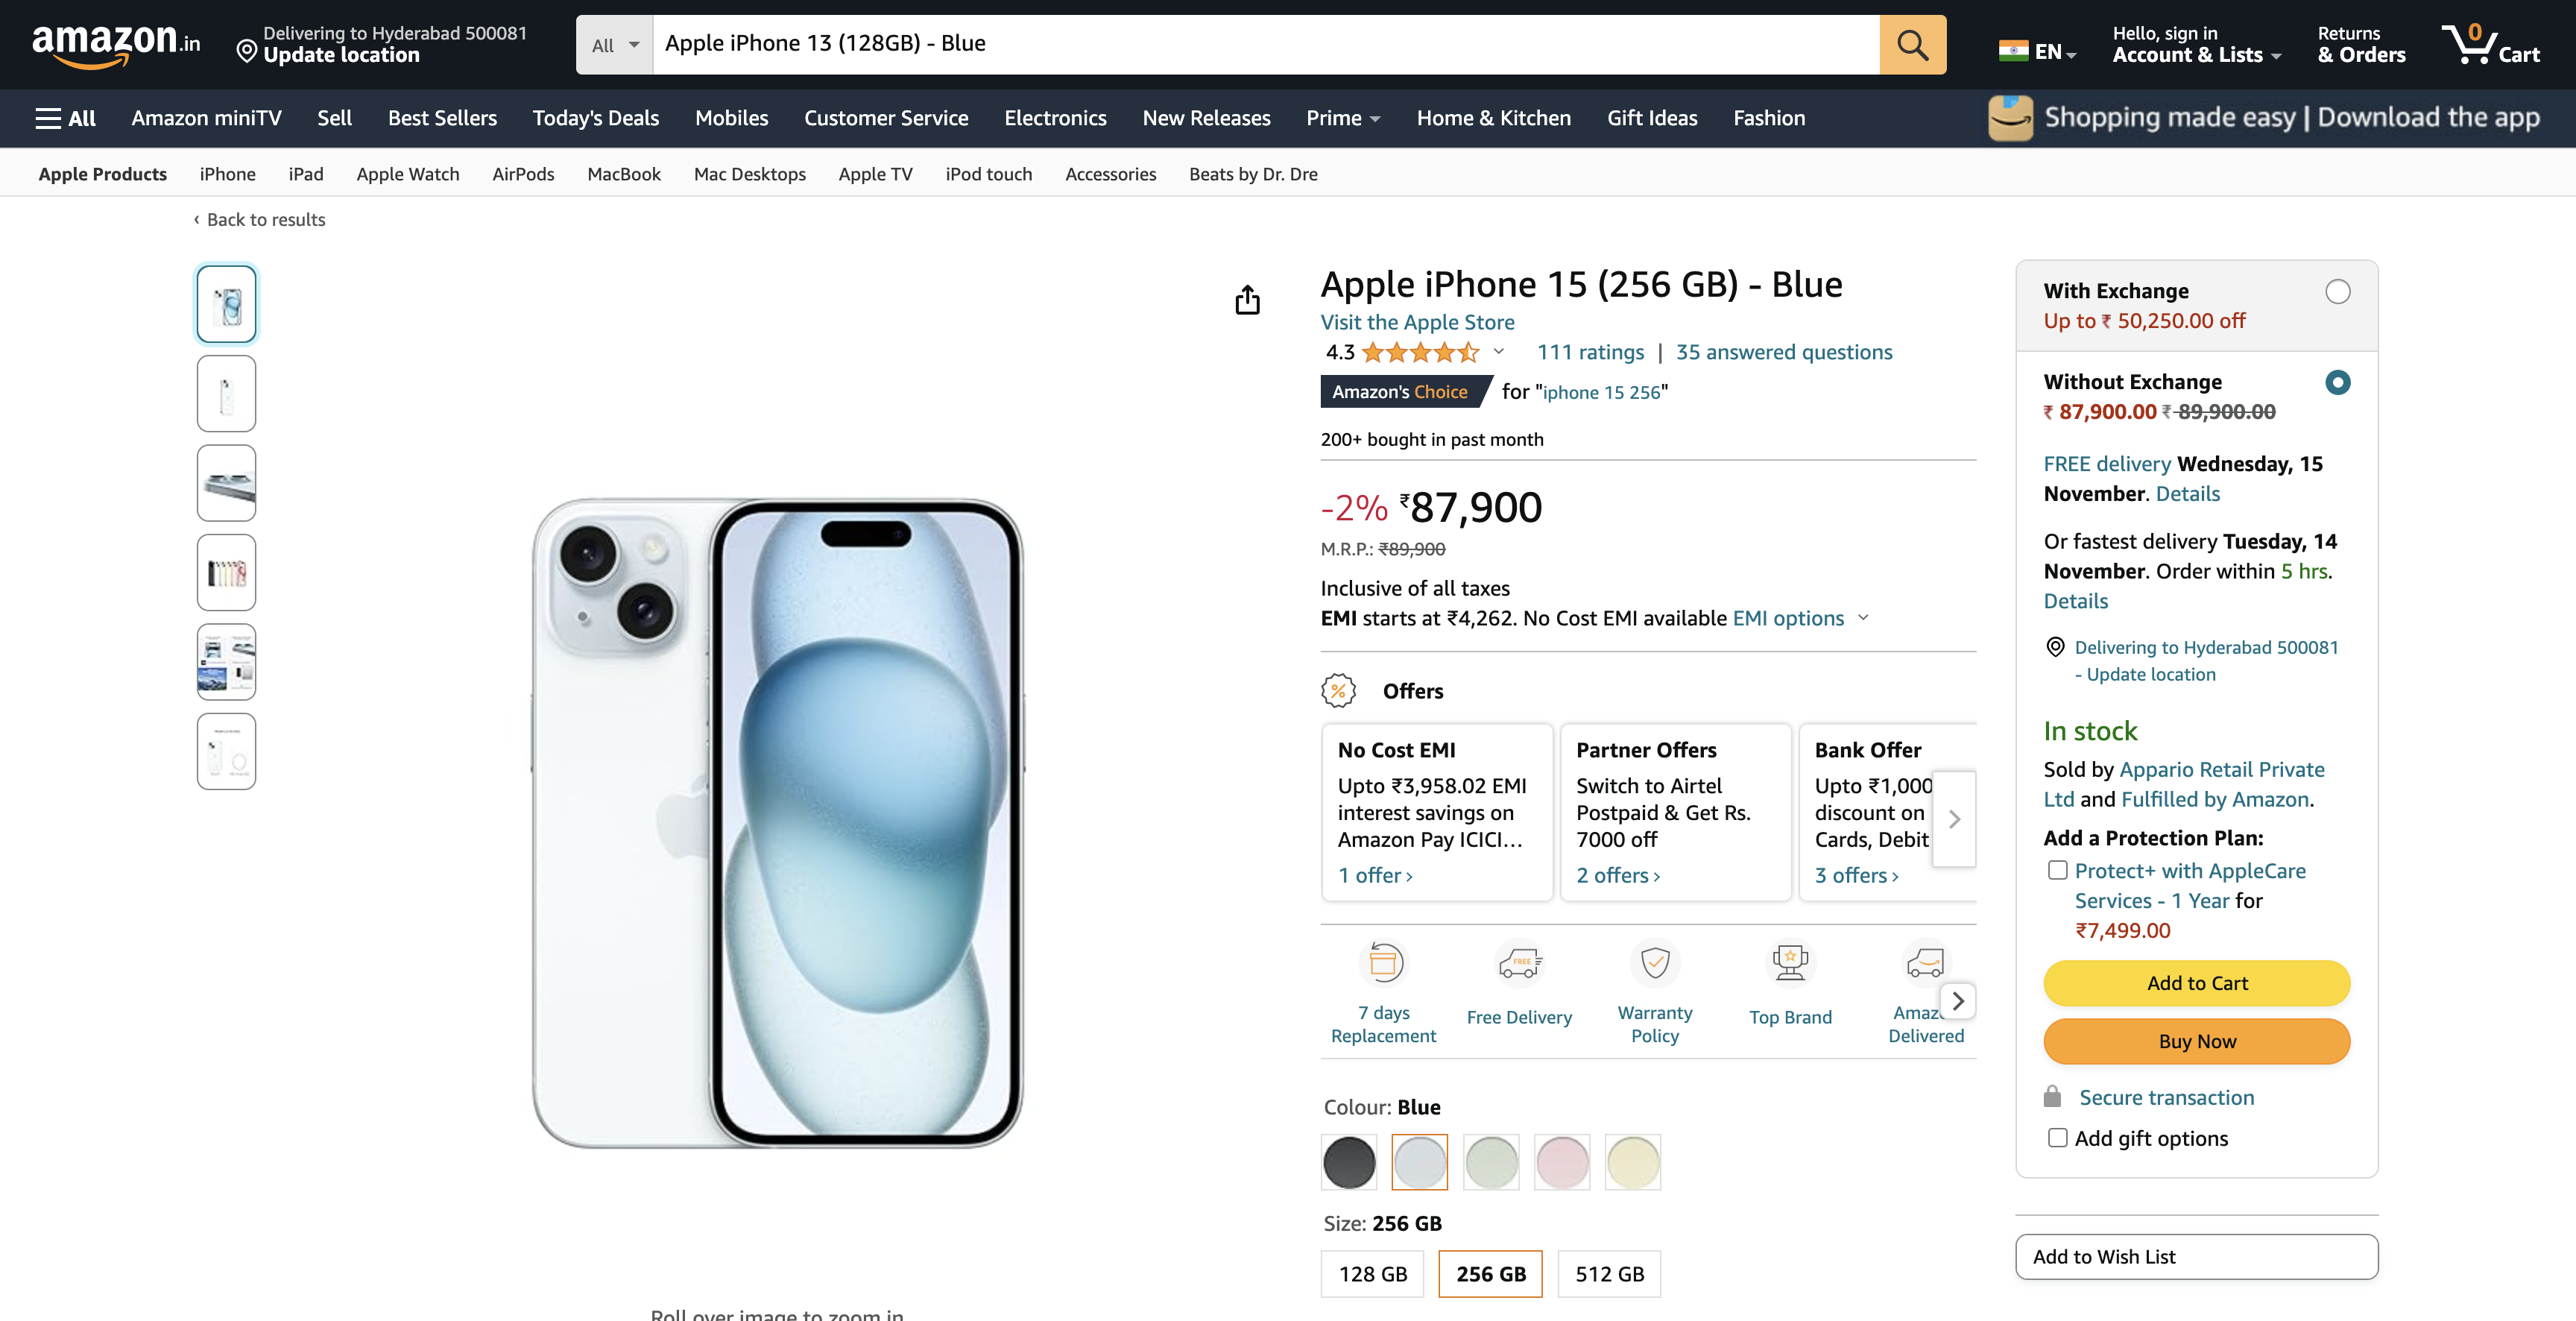 amazon.in
Delivering to Hyderabad 500081
Update location
All
Apple iPhone 13 (128GB) - Blue
EN
Hello, sign in
Account & Lists
Returns
& Orders
0
Cart
All
Amazon miniTV
Sell
Best Sellers
Today's Deals
Mobiles
Customer Service
Electronics
New Releases
Prime
Home & Kitchen
Gift Ideas
Fashion
Shopping made easy | Download the app
Apple Products
iPhone
iPad
Apple Watch
AirPods
MacBook
Mac Desktops
Apple TV
iPod touch
Accessories
Beats by Dr. Dre
‹ Back to results
Roll over image to zoom in
Apple iPhone 15 (256 GB) - Blue
Visit the Apple Store
4.3
111 ratings | 35 answered questions
Amazon's Choice for "iphone 15 256"
200+ bought in past month
-2% ₹87,900
M.R.P.: ₹89,900
Inclusive of all taxes
EMI starts at ₹4,262. No Cost EMI available EMI options
%
Offers
No Cost EMI
Upto ₹3,958.02 EMI
interest savings on
Amazon Pay ICICI…
1 offer ›
Partner Offers
Switch to Airtel
Postpaid & Get Rs.
7000 off
2 offers ›
Bank Offer
Upto ₹1,000
discount on
Cards, Debit
3 offers ›
7 days
Replacement
FREE
Free Delivery
Warranty
Policy
Top Brand
Amaz
Delivered
Colour: Blue
Size: 256 GB
128 GB
256 GB
512 GB
With Exchange
Up to ₹ 50,250.00 off
Without Exchange
₹ 87,900.00 ₹ 89,900.00
FREE delivery Wednesday, 15
November. Details
Or fastest delivery Tuesday, 14
November. Order within 5 hrs.
Details
Delivering to Hyderabad 500081
- Update location
In stock
Sold by Appario Retail Private
Ltd and Fulfilled by Amazon.
Add a Protection Plan:
Protect+ with AppleCare
Services - 1 Year for
₹7,499.00
Add to Cart
Buy Now
Secure transaction
Add gift options
Add to Wish List